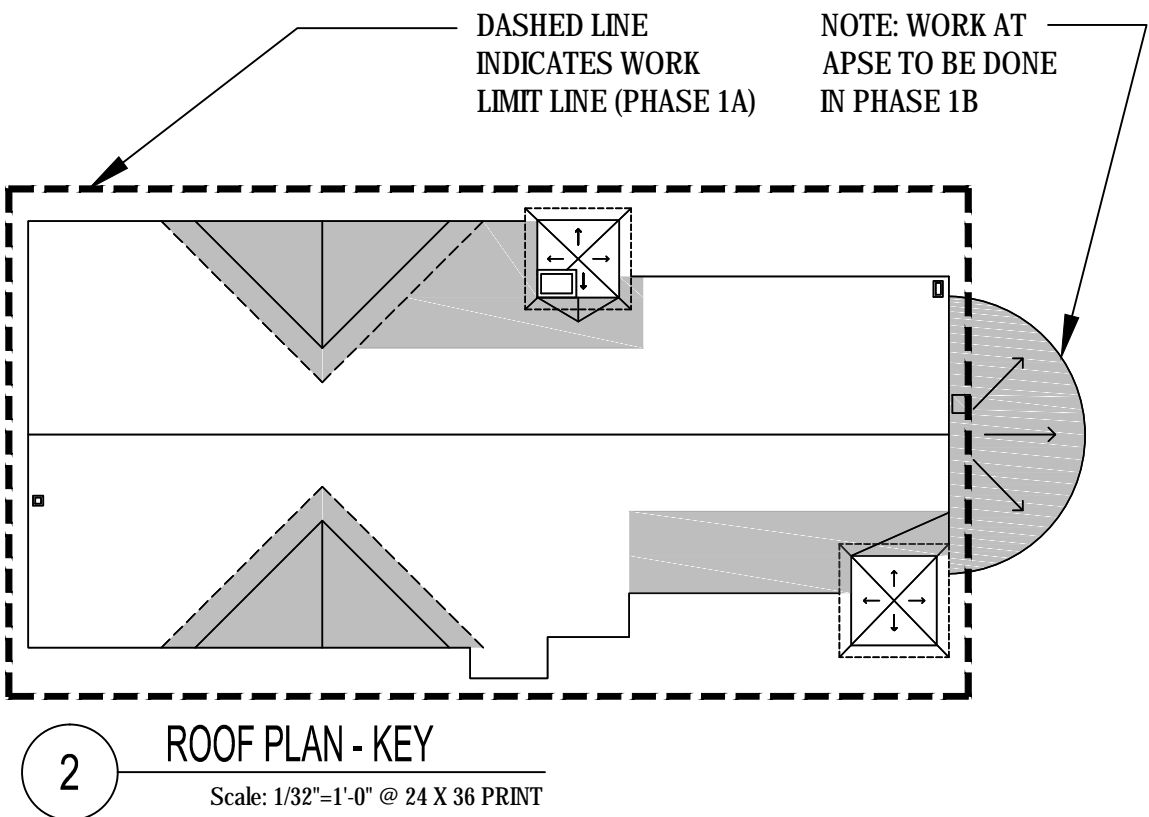 DASHED LINE
INDICATES WORK
LIMIT LINE (PHASE 1A)
NOTE: WORK AT
APSE TO BE DONE
IN PHASE 1B
2
ROOF PLAN - KEY
Scale: 1/32"=1'-0" @ 24 X 36 PRINT